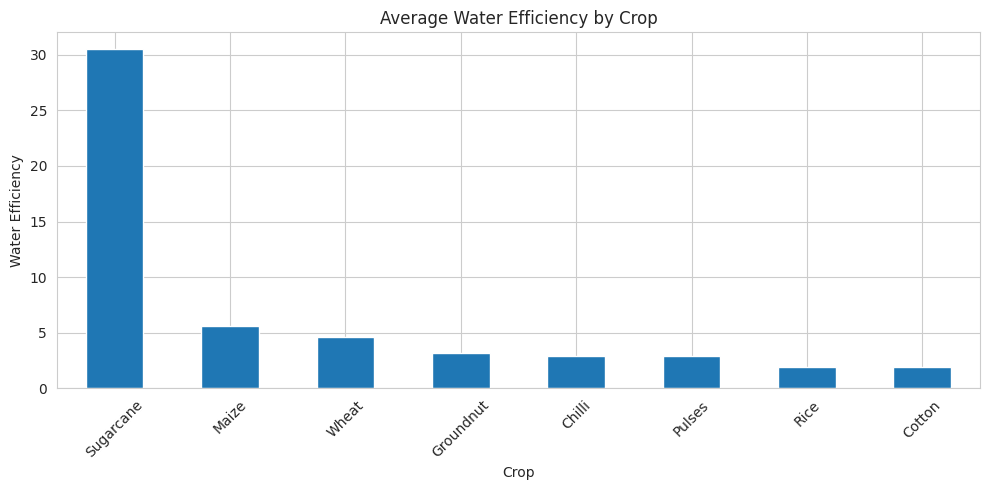 Average Water Efficiency by Crop
Water Efficiency
30
25
20
15
10
5
0
Sugarcane
Maize
Wheat
Groundnut
Chilli
Pulses
Rice
Cotton
Crop